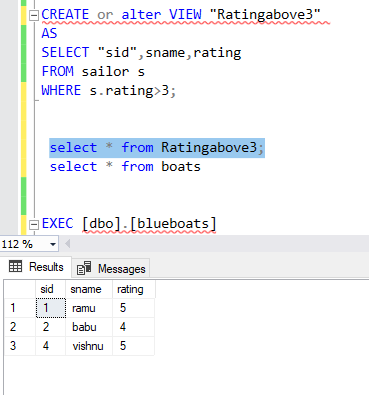 CREATE or alter VIEW "Ratingabove3"
AS
SELECT "sid",sname,rating
FROM sailor s
WHERE s.rating>3;
select * from Ratingabove3;
select * from boats
EXEC [dbo].[blueboats]
112 %
Results Messages
sid sname rating
1 1 ramu 5
2 2 babu 4
3 4 vishnu 5